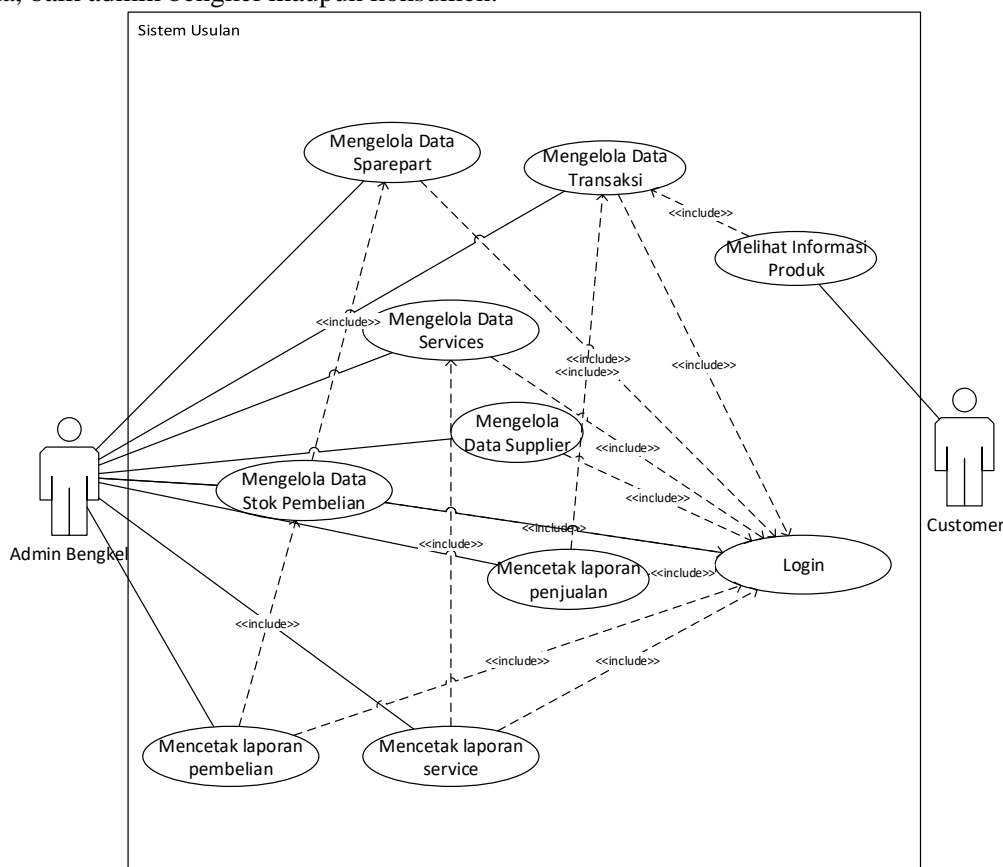 baik admin bengkel maupun konsumen.
Sistem Usulan
Mengelola Data
Sparepart
Mengelola Data
Transaksi
<<include>>
Melihat Informasi
Produk
<<include>>
Mengelola Data
Services
<<include>>
<<include>>
<<include>>
Mengelola
Data Supplier
<<include>>
Mengelola Data
Stok Pembelian
<<include>>
<<include>>
Customer
<<include>>
Admin Bengkel
Mencetak laporan
penjualan
<<include>>
Login
<<include>>
<<include>>
<<include>>
Mencetak laporan
pembelian
Mencetak laporan
service